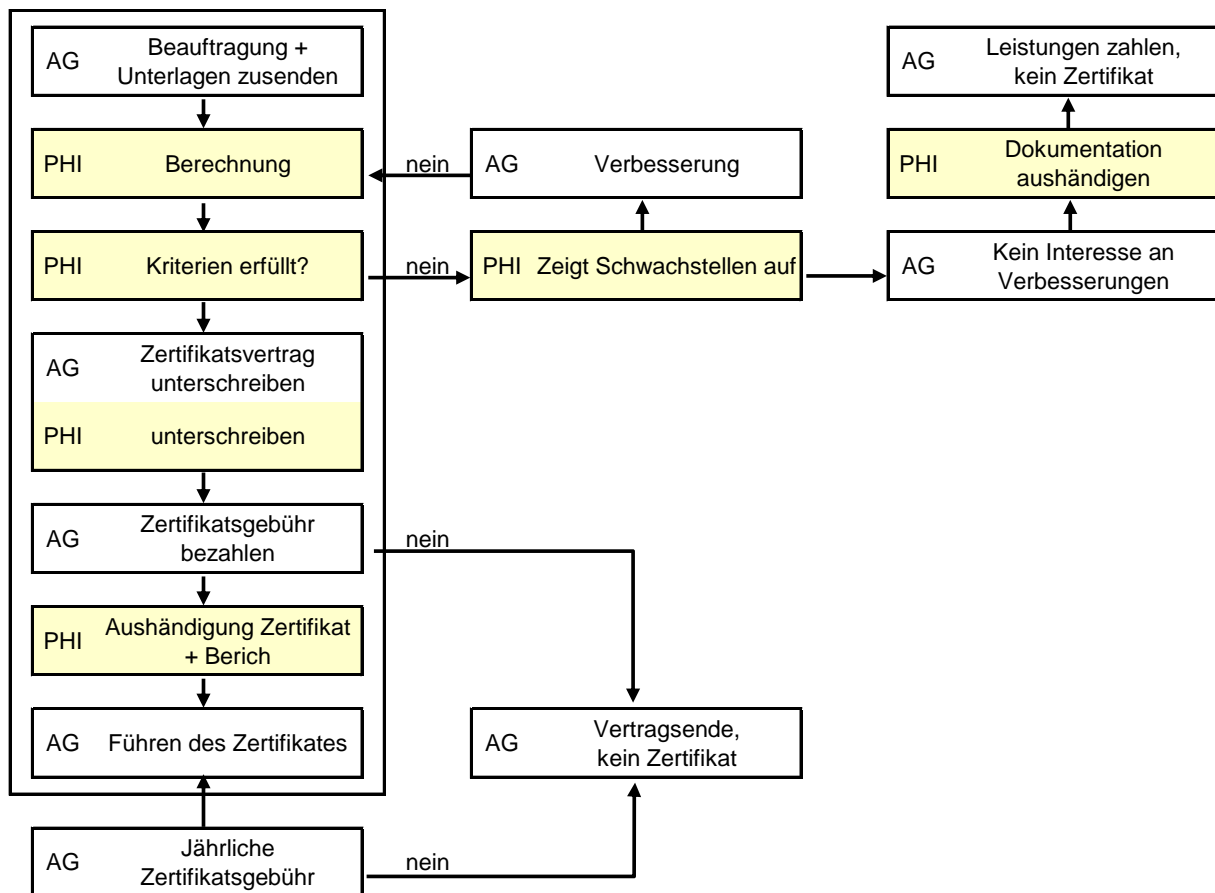 AG Beauftragung +
Unterlagen zusenden
PHI Berechnung
PHI Kriterien erfüllt?
AG Zertifikatsvertrag
unterschreiben
PHI unterschreiben
AG Zertifikatsgebühr
bezahlen
PHI Aushändigung Zertifikat
+ Berich
AG Führen des Zertifikates
AG Jährliche
Zertifikatsgebühr
nein
AG Verbesserung
nein
PHI Zeigt Schwachstellen auf
nein
AG Vertragsende,
kein Zertifikat
nein
AG Leistungen zahlen,
kein Zertifikat
PHI Dokumentation
aushändigen
AG Kein Interesse an
Verbesserungen